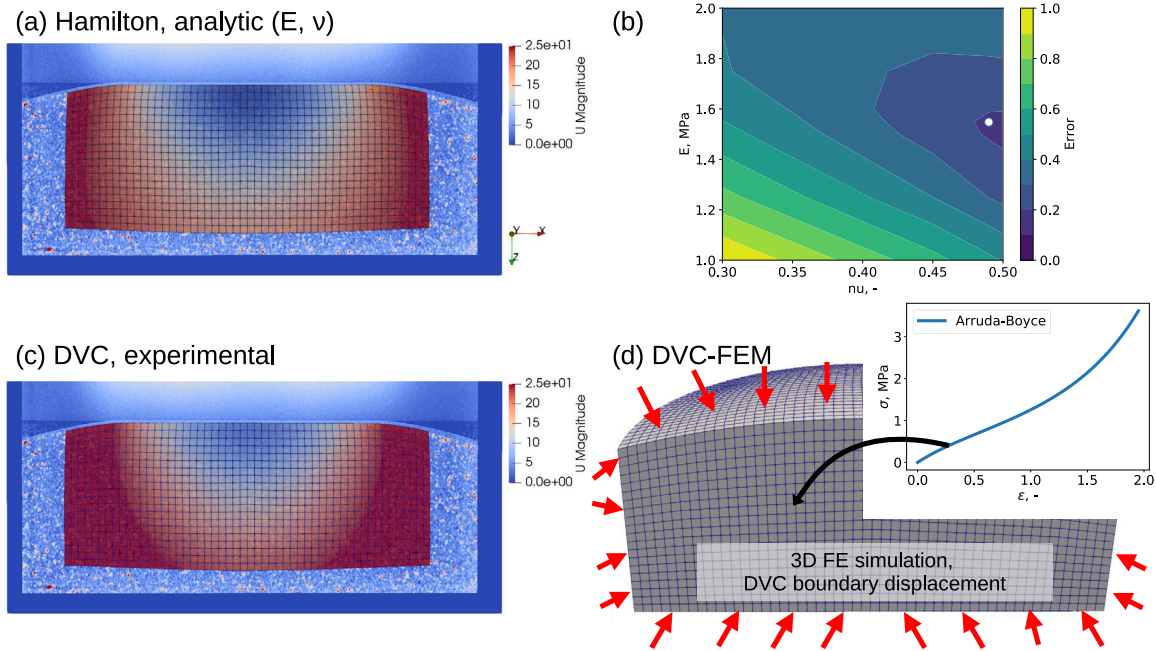 (a) Hamilton, analytic (E, ν)
2.5e+01
20
15
10
5
0.0e+00
U Magnitude
Y
X
Z
(b)
2.0
1.8
1.6
1.4
1.2
1.0
E, MPa
0.30
0.35
0.40
0.45
0.50
nu, -
1.0
0.8
0.6
0.4
0.2
0.0
Error
(c) DVC, experimental
2.5e+01
20
15
10
5
0.0e+00
U Magnitude
(d) DVC-FEM
Arruda-Boyce
3
2
1
0
σ, MPa
0.0
0.5
1.0
1.5
2.0
ε, -
3D FE simulation,
DVC boundary displacement